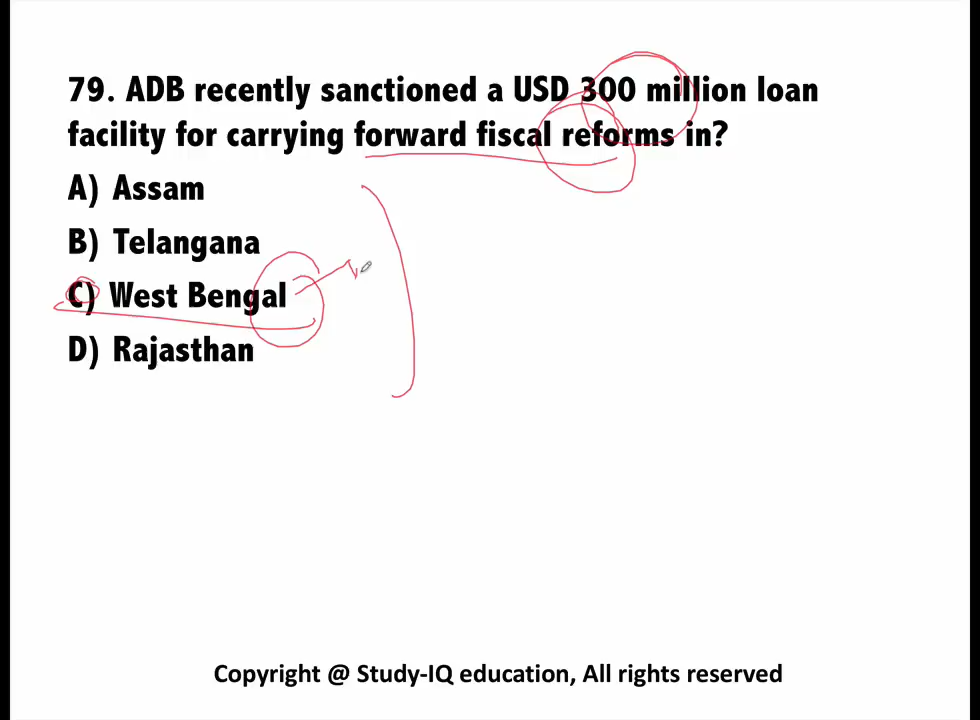 79. ADB recently sanctioned a USD 300 million loan
facility for carrying forward fiscal reforms in?
A) Assam
B) Telangana
C) West Bengal
D) Rajasthan
Copyright @ Study-IQ education, All rights reserved